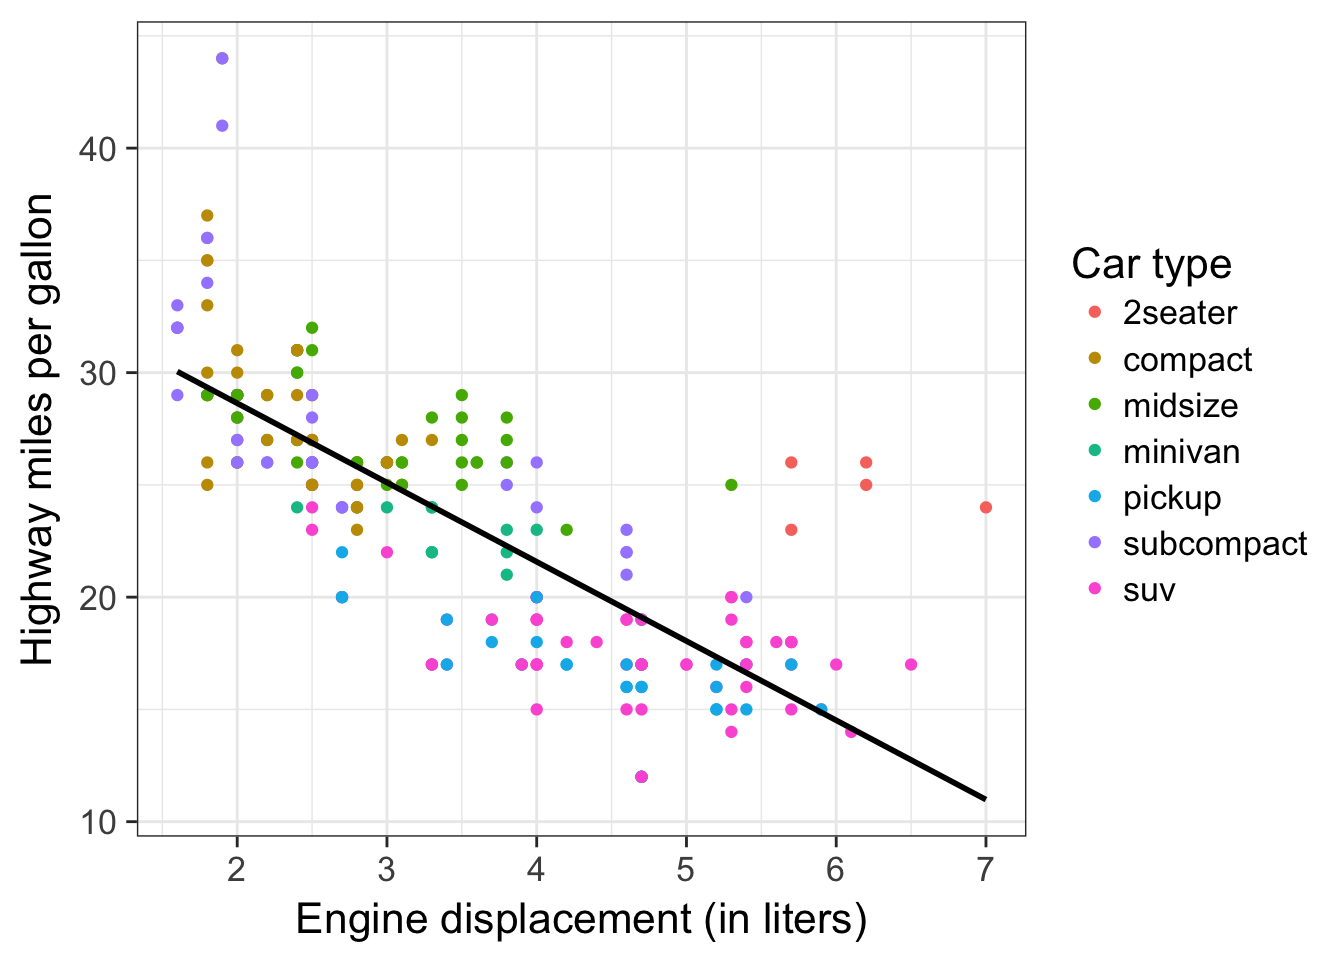 Highway miles per gallon
40
30
20
10
2 3 4 5 6 7
Engine displacement (in liters)
Car type
2seater
compact
midsize
minivan
pickup
subcompact
suv